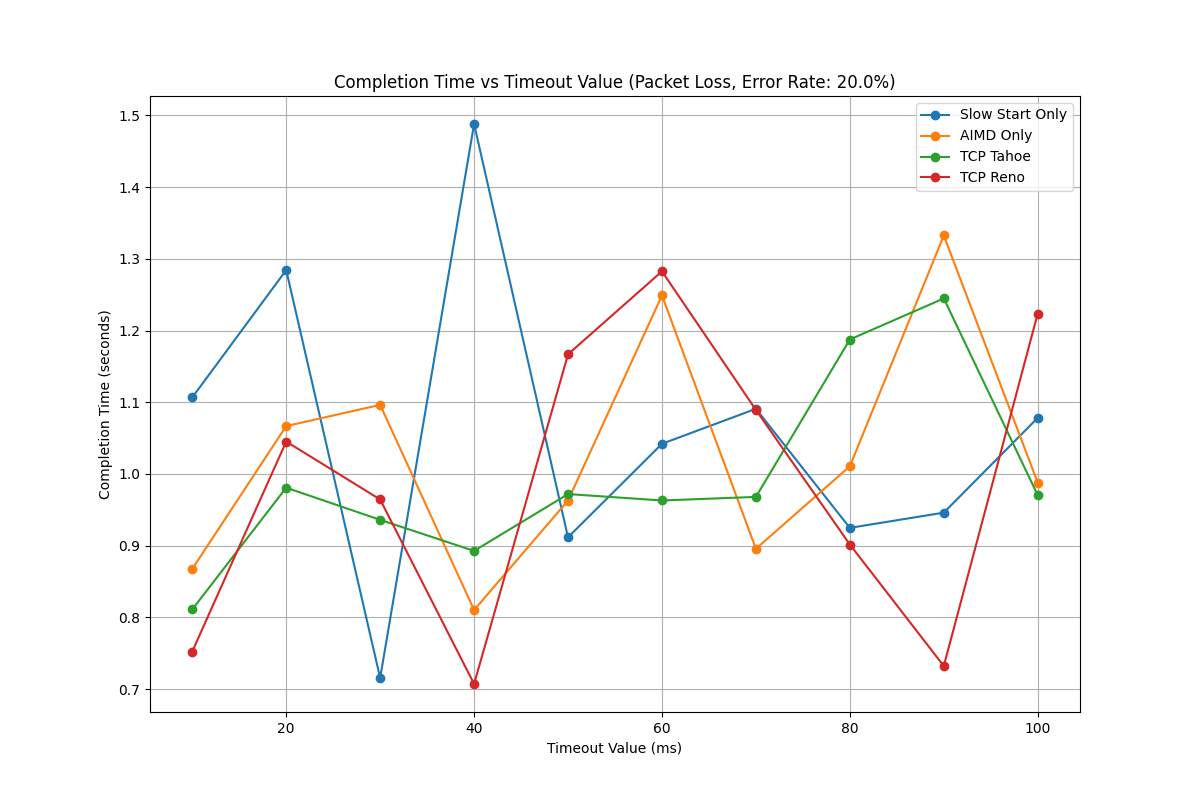 Completion Time vs Timeout Value (Packet Loss, Error Rate: 20.0%)
Slow Start Only
AIMD Only
TCP Tahoe
TCP Reno
Completion Time (seconds)
1.5
1.4
1.3
1.2
1.1
1.0
0.9
0.8
0.7
20
40
60
80
100
Timeout Value (ms)